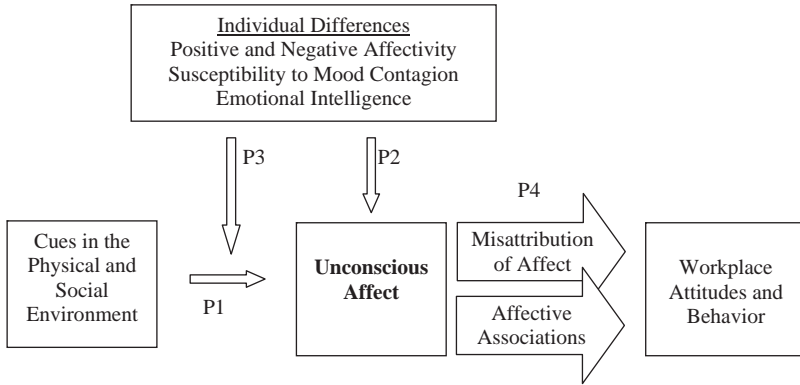 Individual Differences
Positive and Negative Affectivity
Susceptibility to Mood Contagion
Emotional Intelligence
P3
P2
P4
Cues in the
Physical and
Social
Environment
P1
Unconscious
Affect
Misattribution
of Affect
Affective
Associations
Workplace
Attitudes and
Behavior